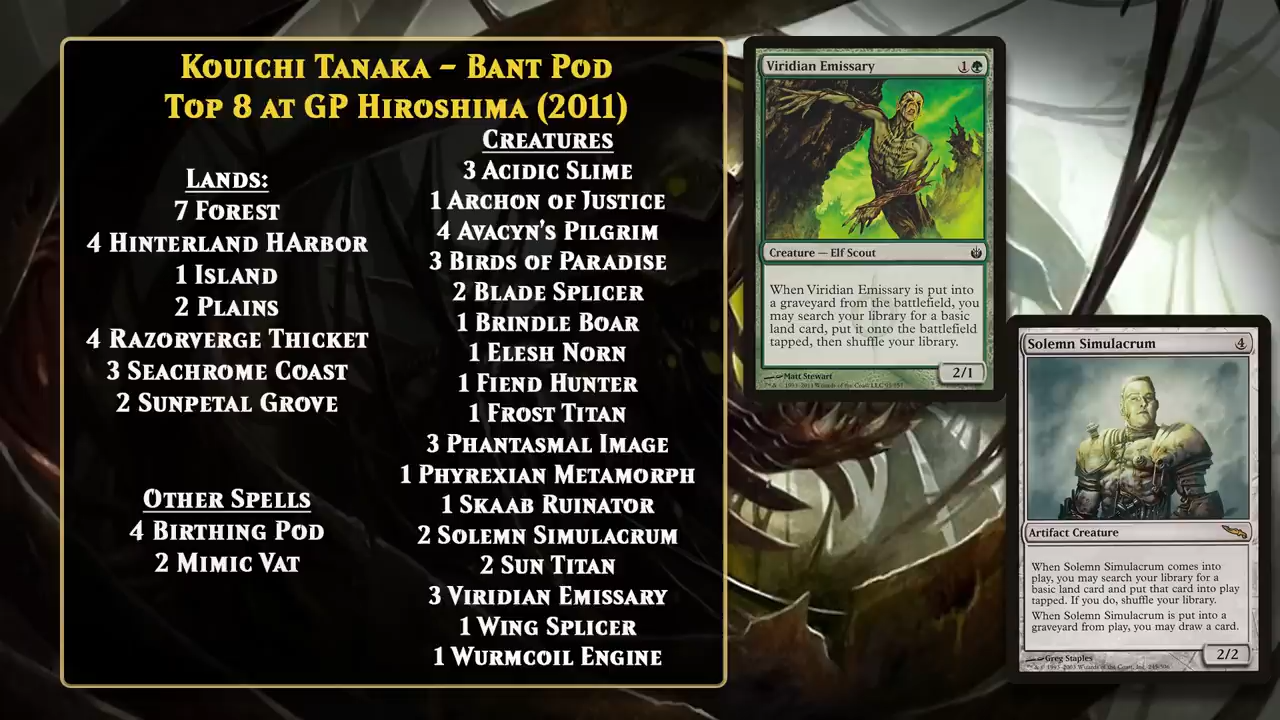 Kouichi Tanaka – Bant Pod
Top 8 at GP Hiroshima (2011)
Lands:
7 Forest
4 Hinterland HArbor
1 Island
2 Plains
4 Razorverge Thicket
3 Seachrome Coast
2 Sunpetal Grove
Other Spells
4 Birthing Pod
2 Mimic Vat
Creatures
3 Acidic Slime
1 Archon of Justice
4 Avacyn's Pilgrim
3 Birds of Paradise
2 Blade Splicer
1 Brindle Boar
1 Elesh Norn
1 Fiend Hunter
1 Frost Titan
3 Phantasmal Image
1 Phyrexian Metamorph
1 Skaab Ruinator
2 Solemn Simulacrum
2 Sun Titan
3 Viridian Emissary
1 Wing Splicer
1 Wurmcoil Engine
Viridian Emissary 1
Creature — Elf Scout
When Viridian Emissary is put into
a graveyard from the battlefield, you
may search your library for a basic
land card, put it onto the battlefield
tapped, then shuffle your library.
2/1
Matt Stewart
Solemn Simulacrum 4
Artifact Creature
When Solemn Simulacrum comes into
play, you may search your library for a
basic land card and put that card into play
tapped. If you do, shuffle your library.
When Solemn Simulacrum is put into a
graveyard from play, you may draw a card.
2/2
Greg Staples